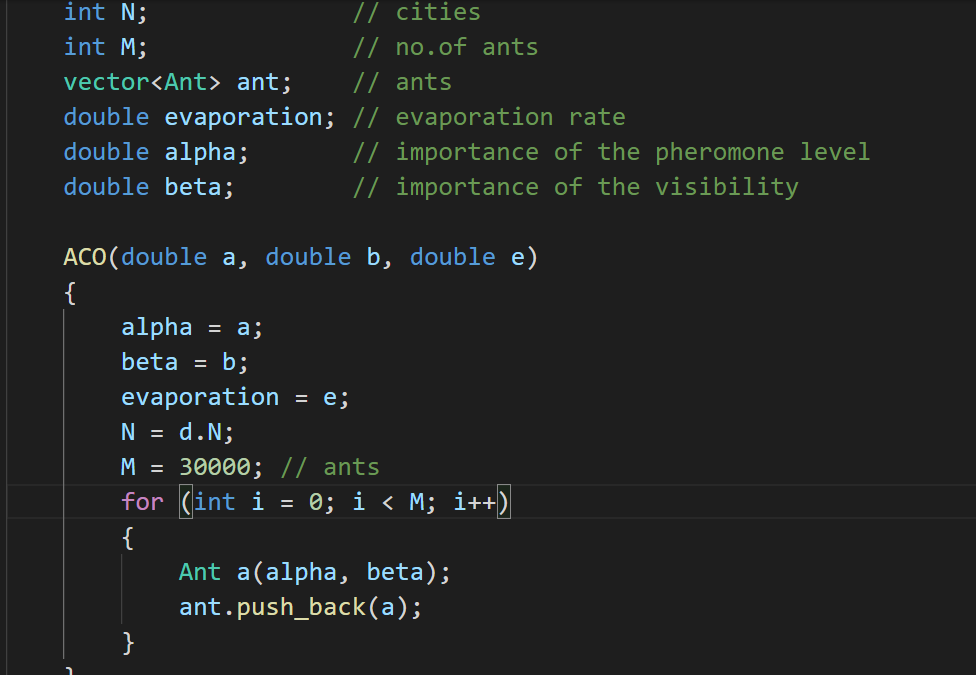 int N;              // cities
int M;              // no.of ants
vector<Ant> ant;    // ants
double evaporation; // evaporation rate
double alpha;       // importance of the pheromone level
double beta;        // importance of the visibility
ACO(double a, double b, double e)
{
    alpha = a;
    beta = b;
    evaporation = e;
    N = d.N;
    M = 30000; // ants
    for (int i = 0; i < M; i++)
    {
        Ant a(alpha, beta);
        ant.push_back(a);
    }
}